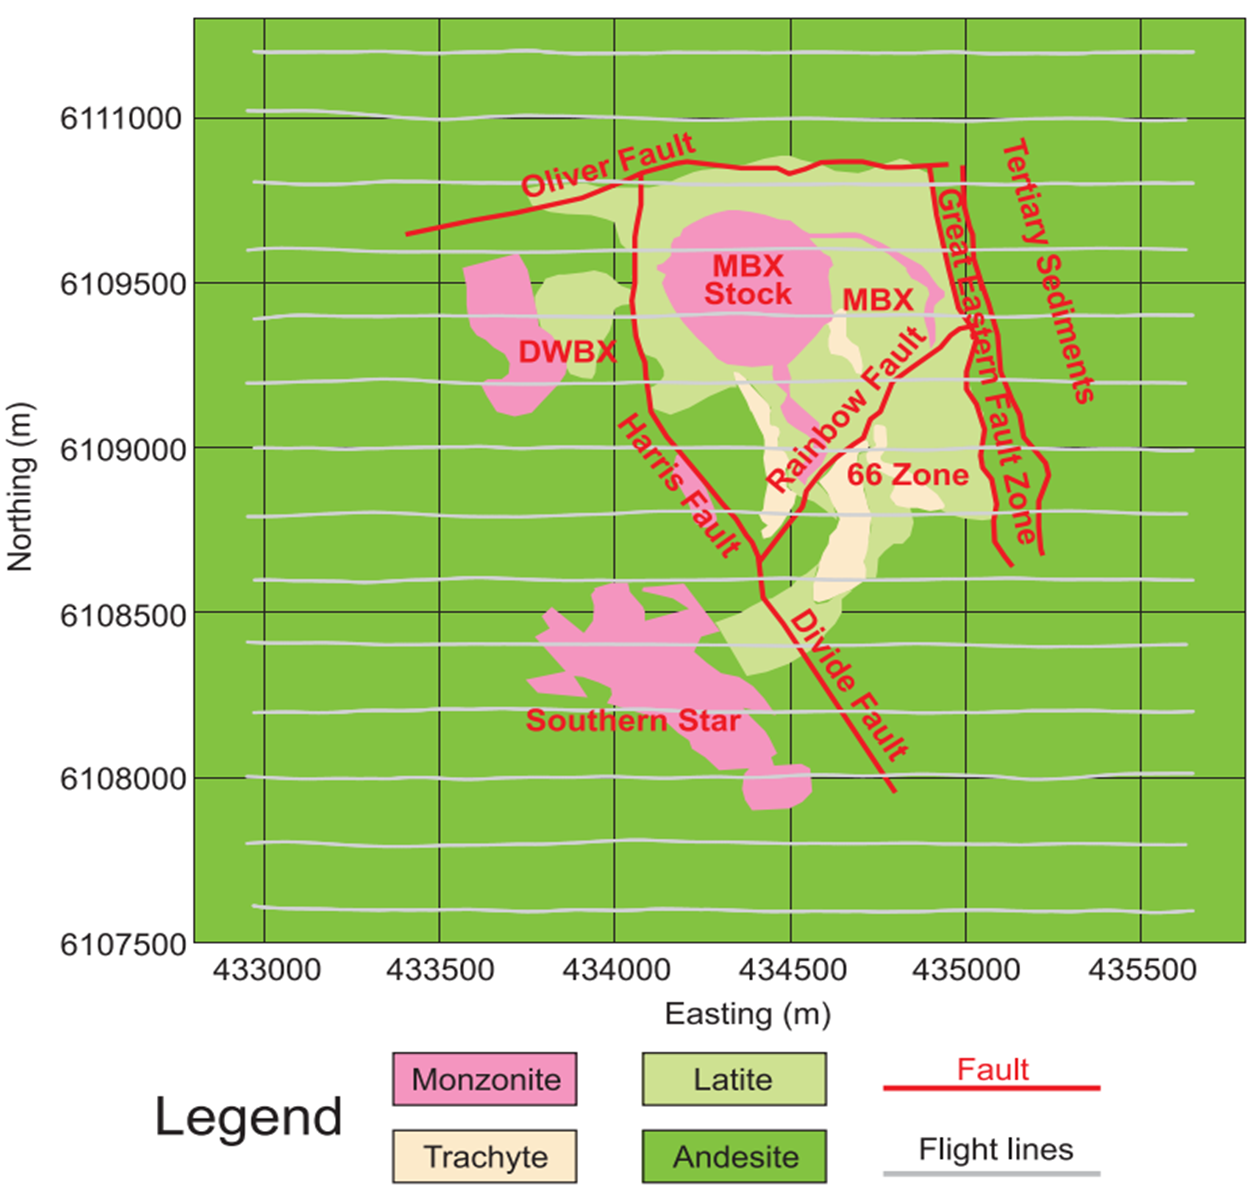 6111000
6109500
6109000
6108500
6108000
6107500
Northing (m)
433000
433500
434000
434500
435000
435500
Easting (m)
Oliver Fault
Tertiary Sediments
Great Eastern Fault Zone
MBX
Stock
MBX
DWBX
Rainbow Fault
Harris Fault
66 Zone
Divide Fault
Southern Star
Legend
Monzonite
Latite
Fault
Trachyte
Andesite
Flight lines